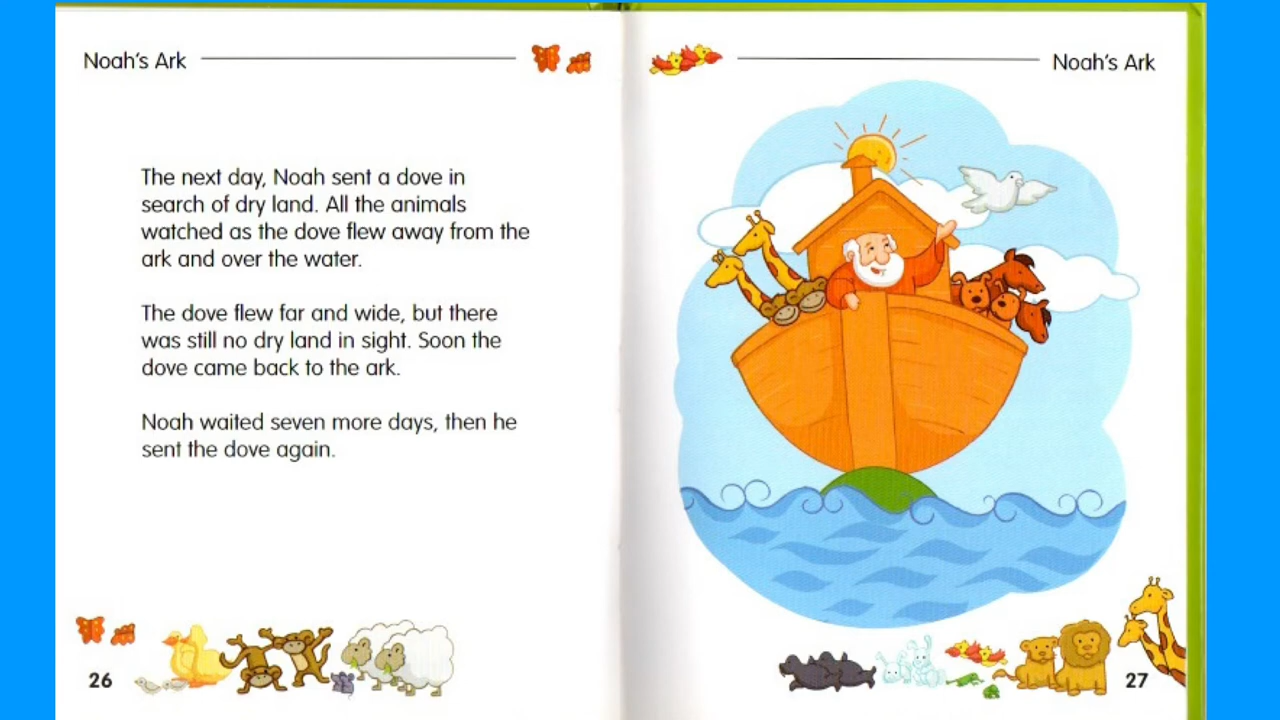 Noah's Ark
The next day, Noah sent a dove in
search of dry land. All the animals
watched as the dove flew away from the
ark and over the water.
The dove flew far and wide, but there
was still no dry land in sight. Soon the
dove came back to the ark.
Noah waited seven more days, then he
sent the dove again.
26
Noah's Ark
27